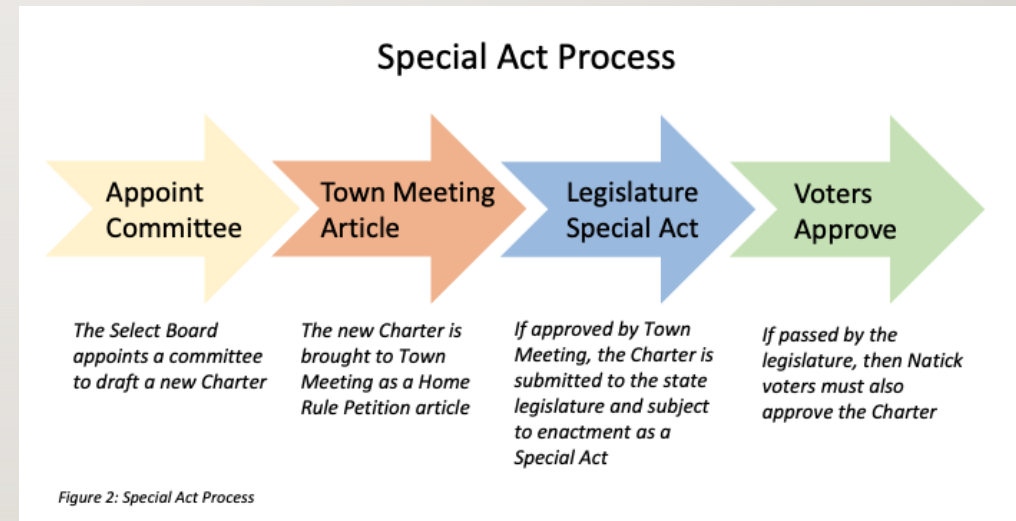 Special Act Process
Appoint
Committee
Town Meeting
Article
Legislature
Special Act
Voters
Approve
The Select Board
appoints a committee
to draft a new Charter
The new Charter is
brought to Town
Meeting as a Home
Rule Petition article
If approved by Town
Meeting, the Charter is
submitted to the state
legislature and subject
to enactment as a
Special Act
If passed by the
legislature, then Natick
voters must also
approve the Charter
Figure 2: Special Act Process